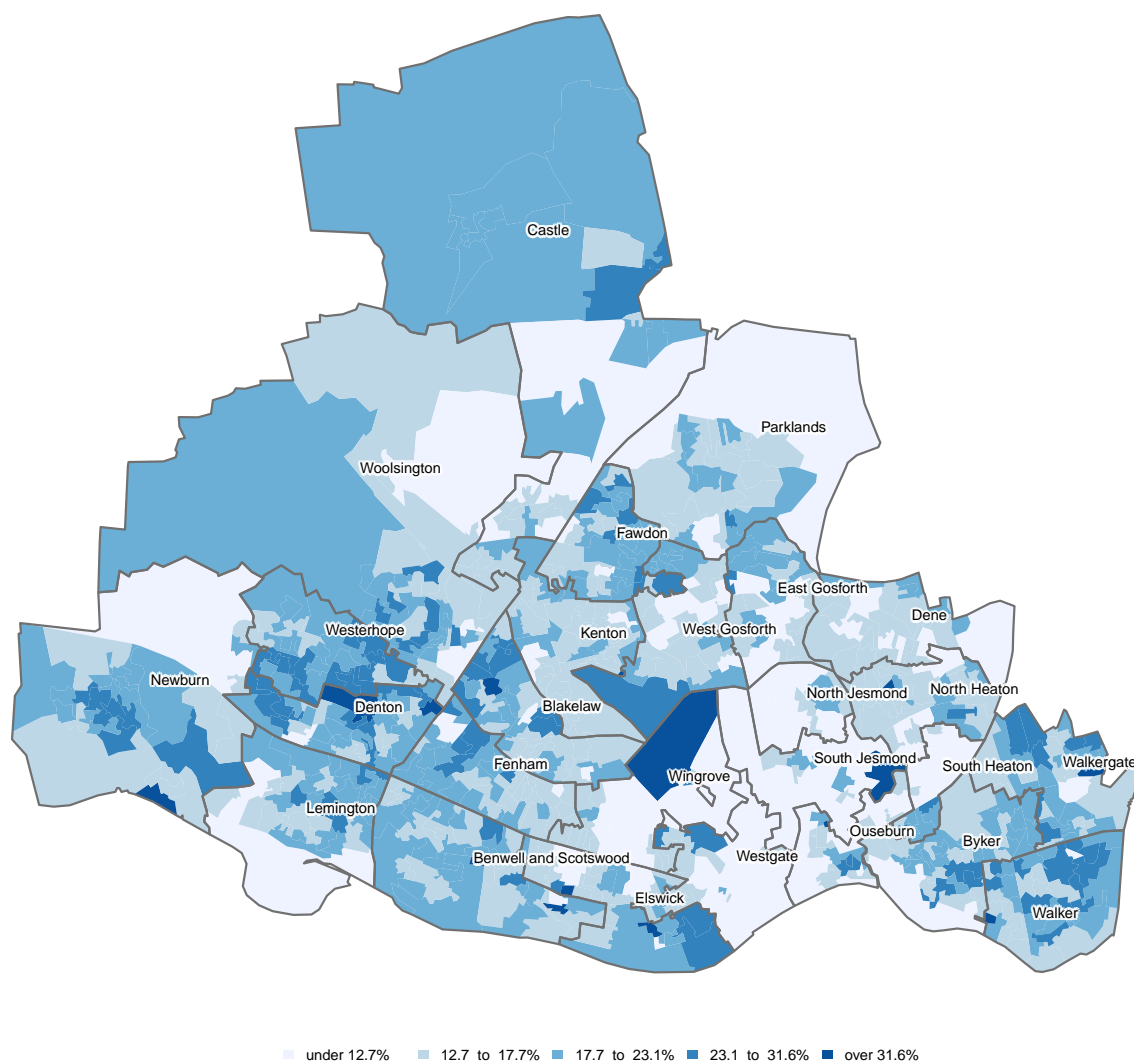 Castle
Parklands
Woolsington
Fawdon
East Gosforth
Dene
Westerhope
Kenton
West Gosforth
Newburn
North Jesmond
North Heaton
Denton
Blakelaw
South Jesmond
Walkergate
Fenham
South Heaton
Wingrove
Lemington
Ouseburn
Byker
Benwell and Scotswood
Westgate
Elswick
Walker
under 12.7% 12.7 to 17.7% 17.7 to 23.1% 23.1 to 31.6% over 31.6%